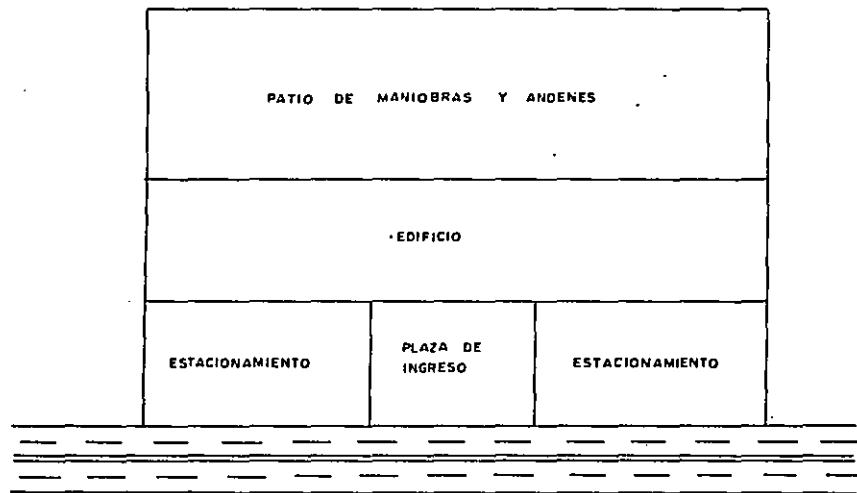 PATIO DE MANIOBRAS Y ANDENES
EDIFICIO
ESTACIONAMIENTO
PLAZA DE
INGRESO
ESTACIONAMIENTO